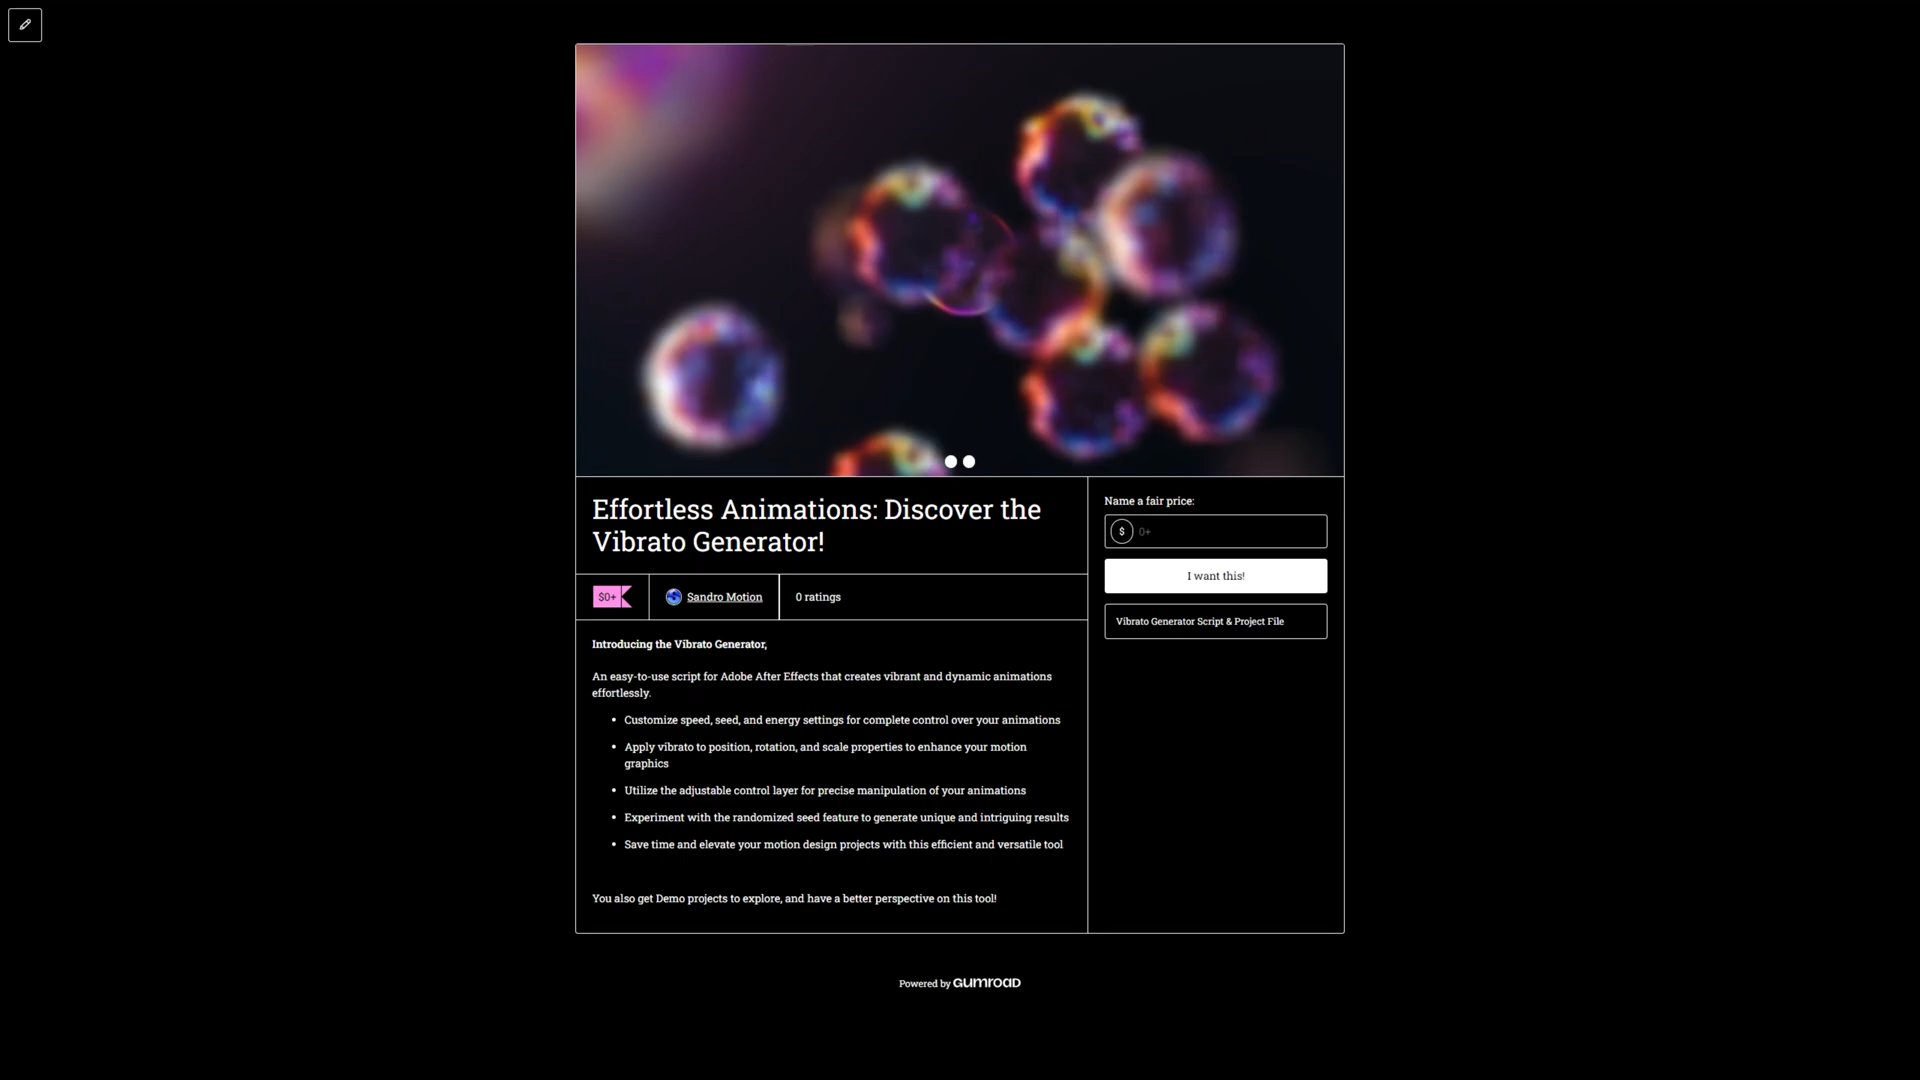 Effortless Animations: Discover the
Vibrato Generator!
$0+
Sandro Motion
0 ratings
Introducing the Vibrato Generator,
An easy-to-use script for Adobe After Effects that creates vibrant and dynamic animations
effortlessly.
• Customize speed, seed, and energy settings for complete control over your animations
• Apply vibrato to position, rotation, and scale properties to enhance your motion
graphics
• Utilize the adjustable control layer for precise manipulation of your animations
• Experiment with the randomized seed feature to generate unique and intriguing results
• Save time and elevate your motion design projects with this efficient and versatile tool
You also get Demo projects to explore, and have a better perspective on this tool!
Name a fair price:
$ 0+
I want this!
Vibrato Generator Script & Project File
Powered by GUMROAD